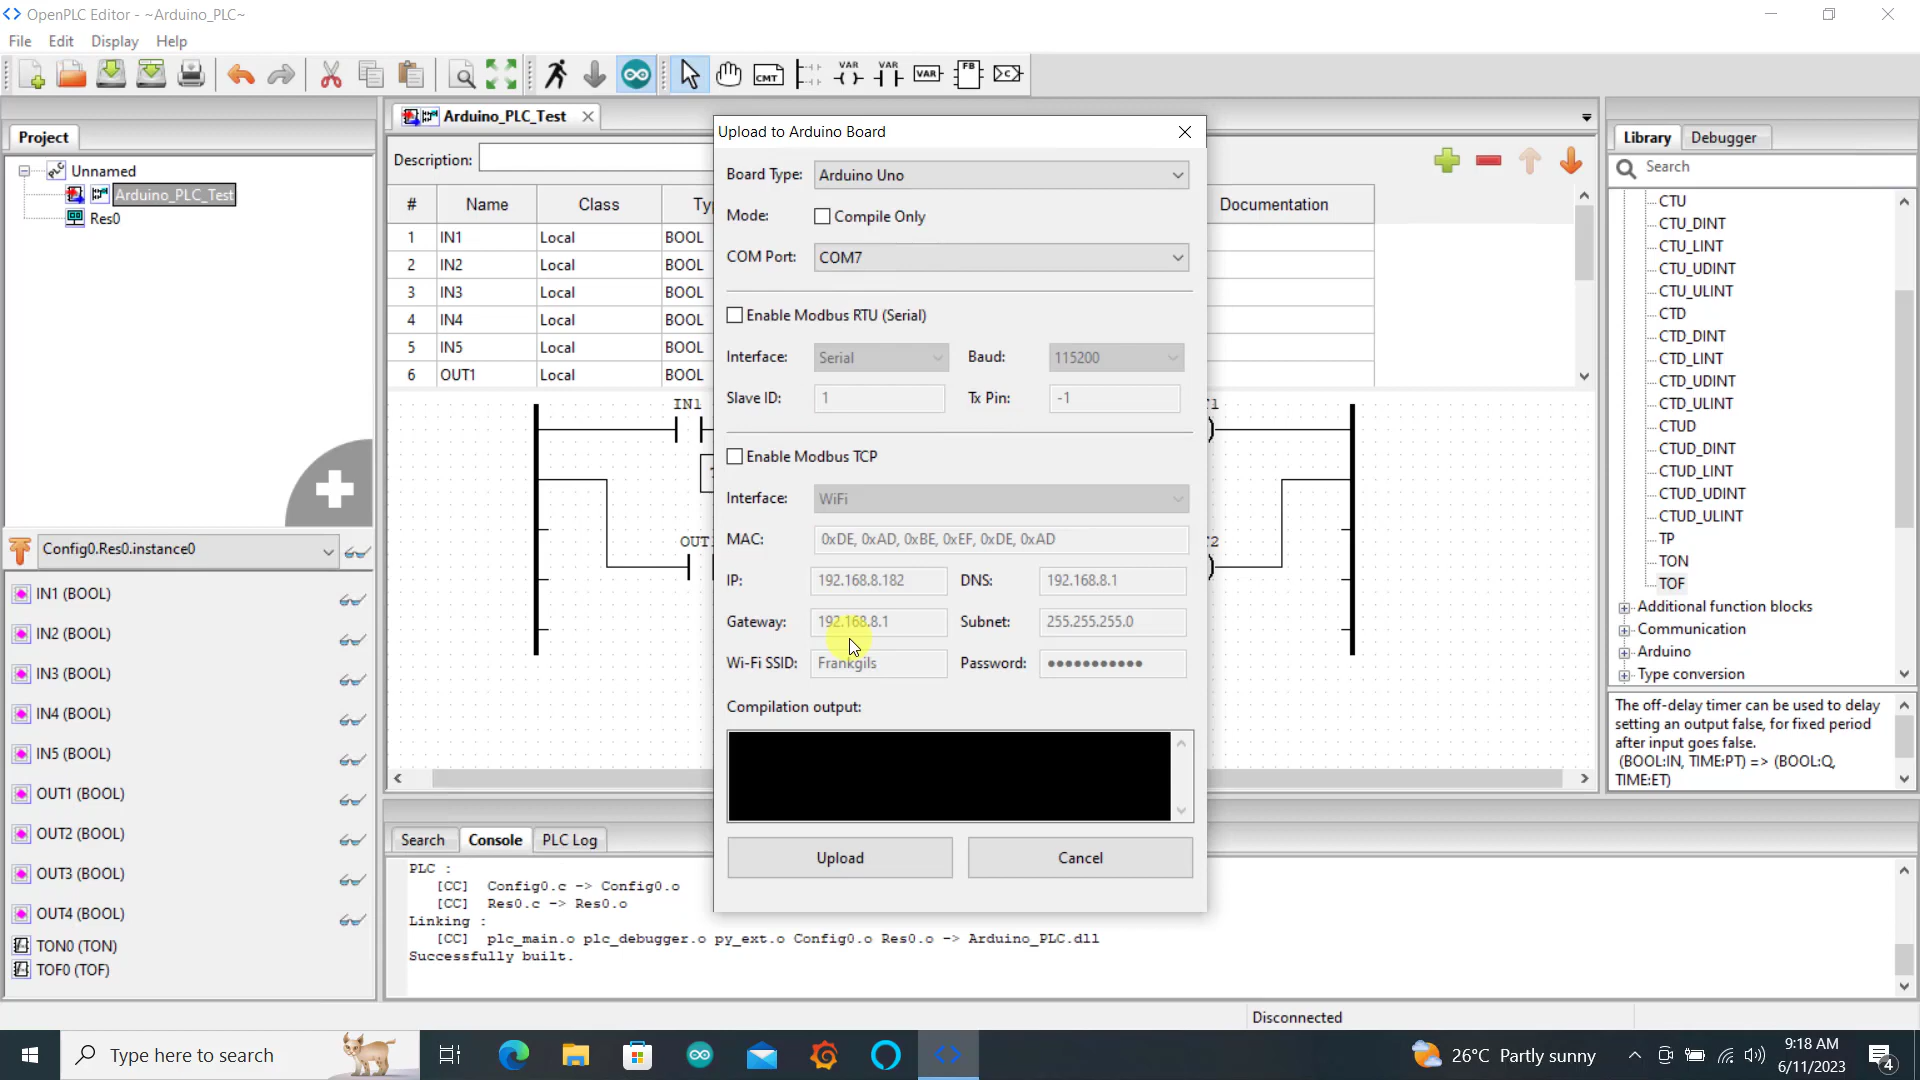 OpenPLC Editor - ~Arduino_PLC~
File Edit Display Help
CMT VAR VAR VAR FB C
Project
Unnamed
Arduino_PLC_Test
Res0
Config0.Res0.instance0
IN1 (BOOL)
IN2 (BOOL)
IN3 (BOOL)
IN4 (BOOL)
IN5 (BOOL)
OUT1 (BOOL)
OUT2 (BOOL)
OUT3 (BOOL)
OUT4 (BOOL)
TON0 (TON)
TOF0 (TOF)
Arduino_PLC_Test
Description:
# Name Class Ty Documentation
1 IN1 Local BOOL
2 IN2 Local BOOL
3 IN3 Local BOOL
4 IN4 Local BOOL
5 IN5 Local BOOL
6 OUT1 Local BOOL
IN1
OUT
Upload to Arduino Board
Board Type: Arduino Uno
Mode: Compile Only
COM Port: COM7
Enable Modbus RTU (Serial)
Interface: Serial Baud: 115200
Slave ID: 1 Tx Pin: -1
Enable Modbus TCP
Interface: WiFi
MAC: 0xDE, 0xAD, 0xBE, 0xEF, 0xDE, 0xAD
IP: 192.168.8.182 DNS: 192.168.8.1
Gateway: 192.168.8.1 Subnet: 255.255.255.0
Wi-Fi SSID: Frankgils Password: ●●●●●●●●●●●
Compilation output:
Upload Cancel
Search Console PLC Log
PLC :
[CC] Config0.c -> Config0.o
[CC] Res0.c -> Res0.o
Linking :
[CC] plc_main.o plc_debugger.o py_ext.o Config0.o Res0.o -> Arduino_PLC.dll
Successfully built.
Library Debugger
Search
CTU
CTU_DINT
CTU_LINT
CTU_UDINT
CTU_ULINT
CTD
CTD_DINT
CTD_LINT
CTD_UDINT
CTD_ULINT
CTUD
CTUD_DINT
CTUD_LINT
CTUD_UDINT
CTUD_ULINT
TP
TON
TOF
Additional function blocks
Communication
Arduino
Type conversion
The off-delay timer can be used to delay
setting an output false, for fixed period
after input goes false.
(BOOL:IN, TIME:PT) => (BOOL:Q,
TIME:ET)
Disconnected
Type here to search
26°C Partly sunny
9:18 AM
6/11/2023
4